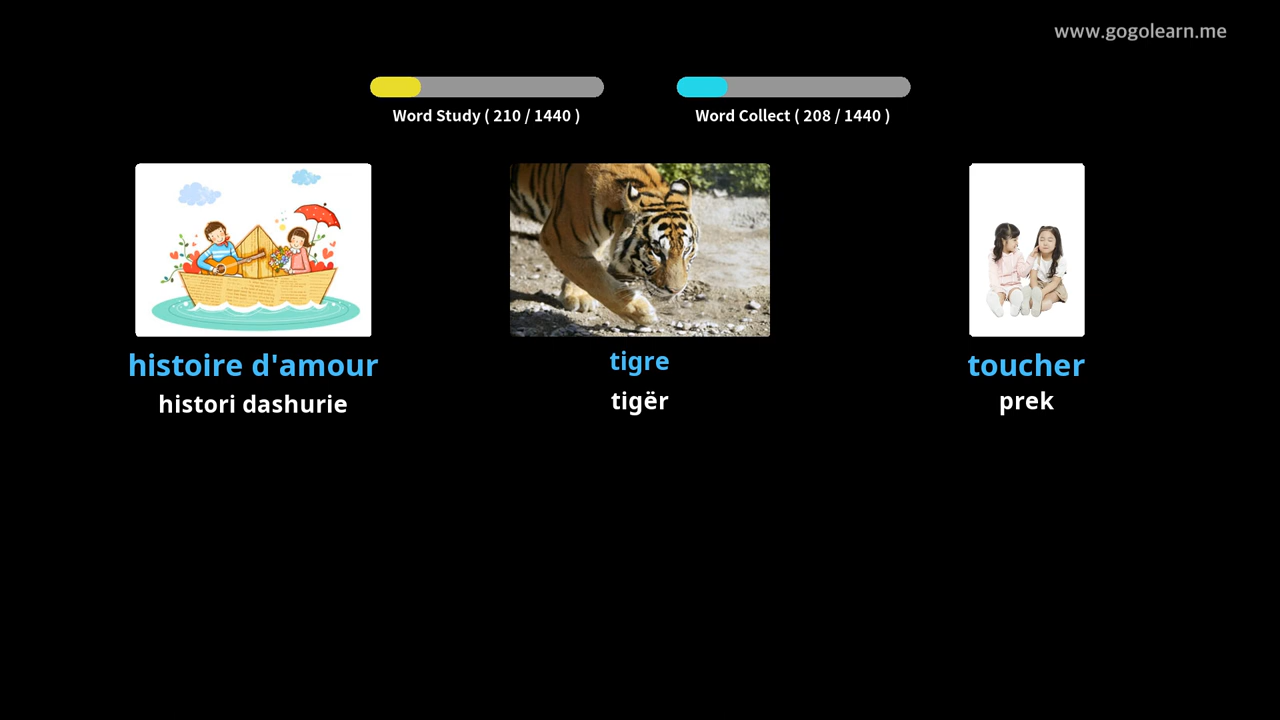 www.gogolearn.me
Word Study ( 210 / 1440 )
Word Collect ( 208 / 1440 )
histoire d'amour
histori dashurie
tigre
tigër
toucher
prek